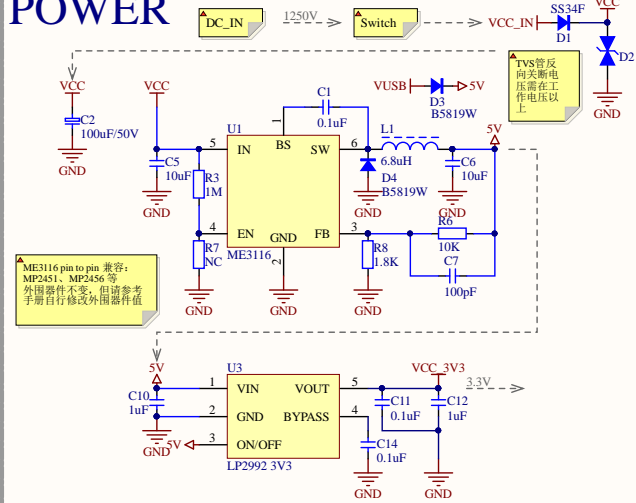 POWER
DC_IN
1250V
Switch
VCC_IN
SS34F
D1
VCC
D2
GND
TVS管反
向关断电
压需在工
作电压以
上
VCC
C2
100uF/50V
GND
VCC
C5
10uF
GND
R3
1M
R7
NC
GND
U1
1
BS
5
IN
SW
6
4
EN
FB
3
GND
2
ME3116
GND
C1
0.1uF
VUSB
5V
D3
B5819W
L1
6.8uH
D4
B5819W
GND
5V
C6
10uF
GND
R6
10K
C7
100pF
R8
1.8K
GND
ME3116 pin to pin 兼容：
MP2451、MP2456 等
外围器件不变，但请参考
手册自行修改外围器件值
5V
C10
1uF
GND
5V
U3
1
VIN
VOUT
5
2
GND
BYPASS
4
3
ON/OFF
LP2992 3V3
VCC_3V3
3.3V
C11
0.1uF
C12
1uF
C14
0.1uF
GND
GND